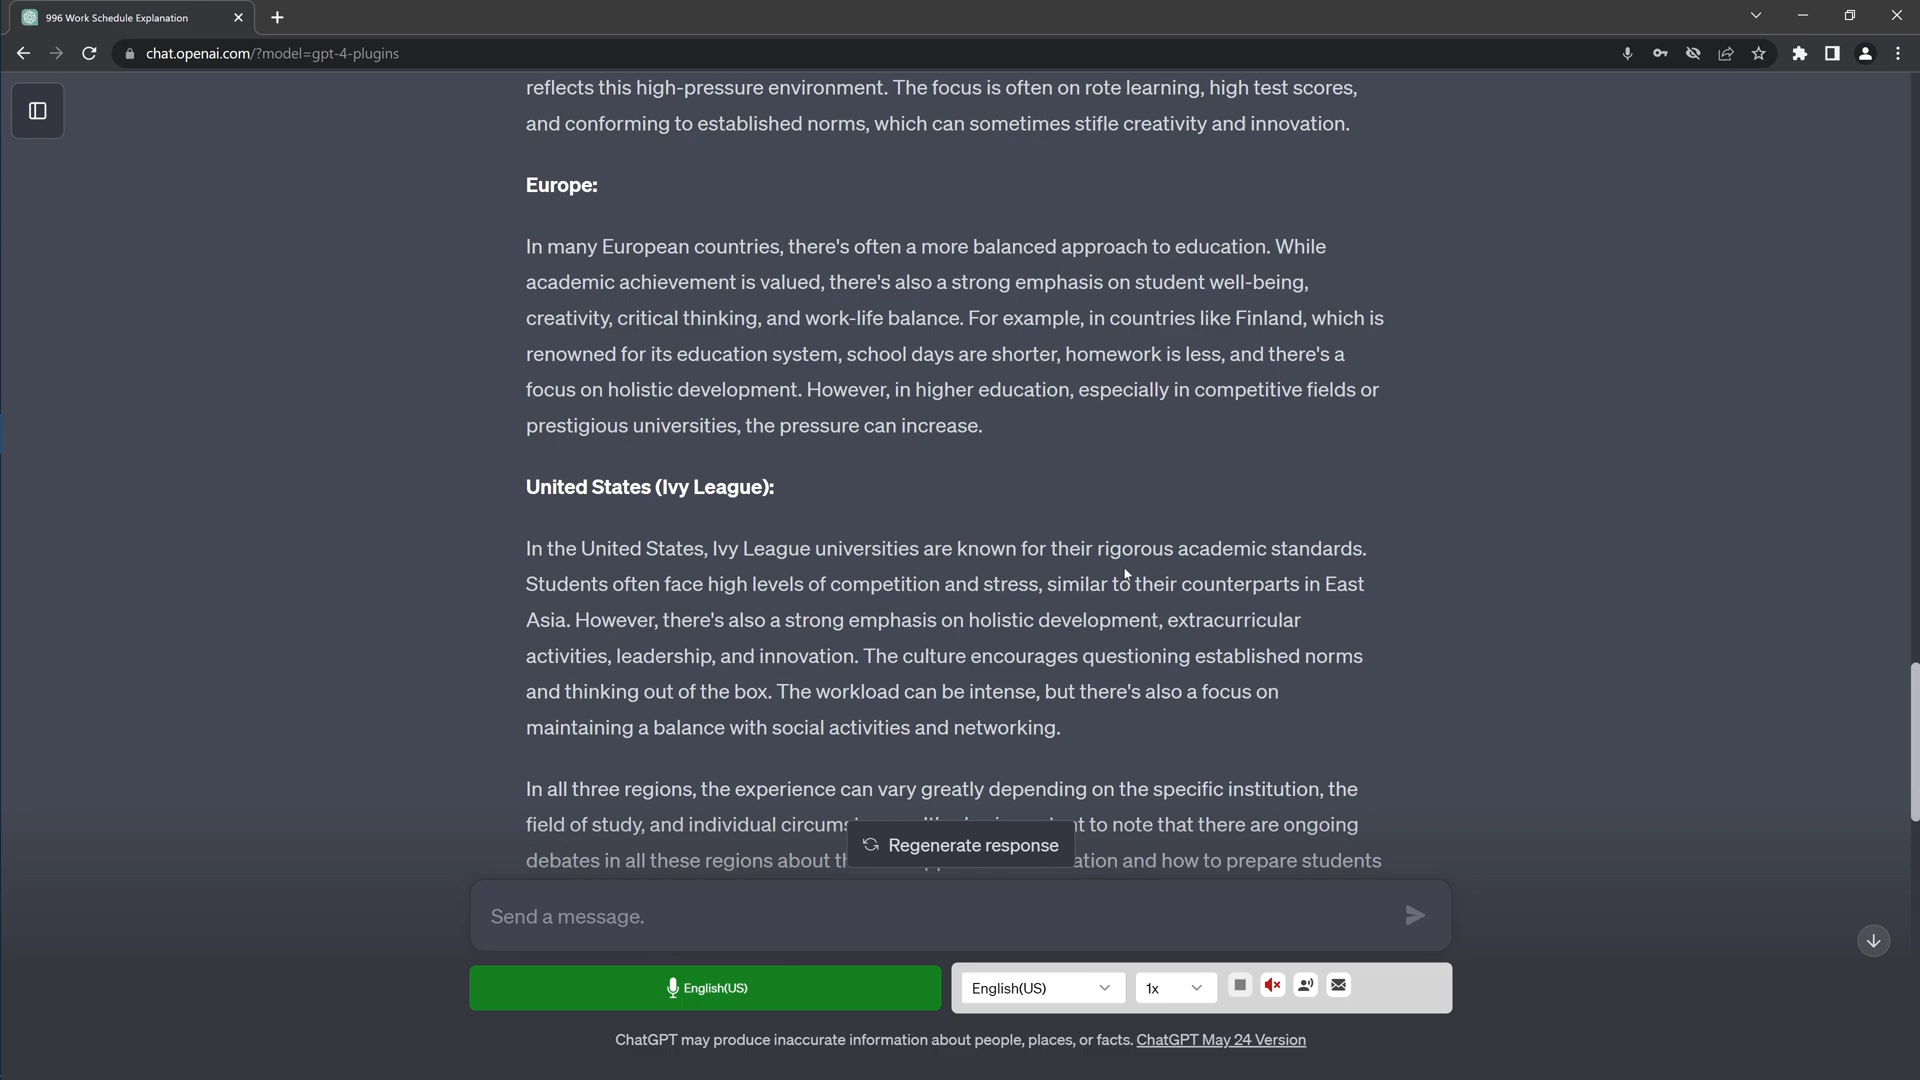 996 Work Schedule Explanation
chat.openai.com/?model=gpt-4-plugins
reflects this high-pressure environment. The focus is often on rote learning, high test scores,
and conforming to established norms, which can sometimes stifle creativity and innovation.
Europe:
In many European countries, there's often a more balanced approach to education. While
academic achievement is valued, there's also a strong emphasis on student well-being,
creativity, critical thinking, and work-life balance. For example, in countries like Finland, which is
renowned for its education system, school days are shorter, homework is less, and there's a
focus on holistic development. However, in higher education, especially in competitive fields or
prestigious universities, the pressure can increase.
United States (Ivy League):
In the United States, Ivy League universities are known for their rigorous academic standards.
Students often face high levels of competition and stress, similar to their counterparts in East
Asia. However, there's also a strong emphasis on holistic development, extracurricular
activities, leadership, and innovation. The culture encourages questioning established norms
and thinking out of the box. The workload can be intense, but there's also a focus on
maintaining a balance with social activities and networking.
In all three regions, the experience can vary greatly depending on the specific institution, the
field of study, and individual to note that there are ongoing
debates in all these regions about and how to prepare students
Regenerate response
Send a message.
English(US)
English(US)
1x
ChatGPT may produce inaccurate information about people, places, or facts. ChatGPT May 24 Version